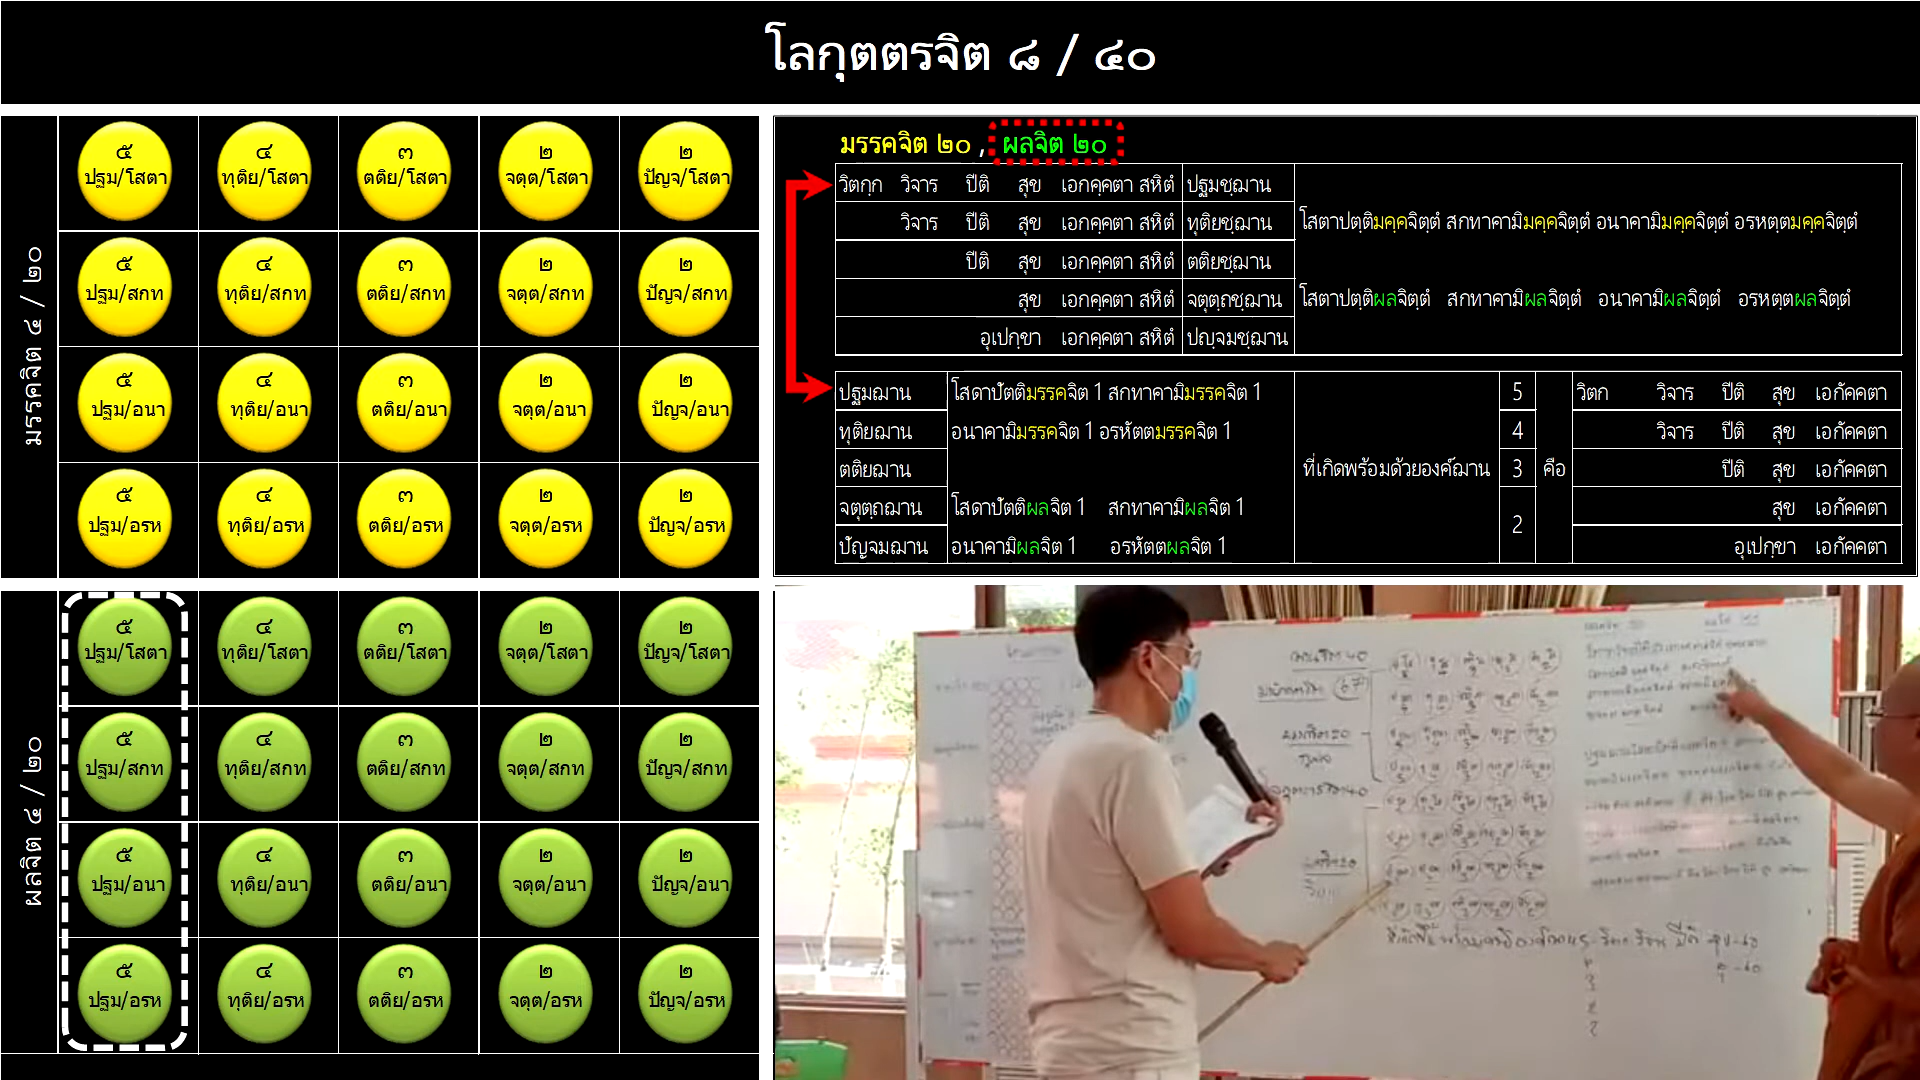 โลกุตตรจิต ๘ / ๔๐
มรรคจิต ๔ / ๒๐
๕ ๔ ๓ ๒ ๒
ปฐม/โสตา ทุติย/โสตา ตติย/โสตา จตุต/โสตา ปัญจ/โสตา
๕ ๔ ๓ ๒ ๒
ปฐม/สกท ทุติย/สกท ตติย/สกท จตุต/สกท ปัญจ/สกท
๕ ๔ ๓ ๒ ๒
ปฐม/อนา ทุติย/อนา ตติย/อนา จตุต/อนา ปัญจ/อนา
๕ ๔ ๓ ๒ ๒
ปฐม/อรห ทุติย/อรห ตติย/อรห จตุต/อรห ปัญจ/อรห
ผลจิต ๔ / ๒๐
๕ ๔ ๓ ๒ ๒
ปฐม/โสตา ทุติย/โสตา ตติย/โสตา จตุต/โสตา ปัญจ/โสตา
๕ ๔ ๓ ๒ ๒
ปฐม/สกท ทุติย/สกท ตติย/สกท จตุต/สกท ปัญจ/สกท
๕ ๔ ๓ ๒ ๒
ปฐม/อนา ทุติย/อนา ตติย/อนา จตุต/อนา ปัญจ/อนา
๕ ๔ ๓ ๒ ๒
ปฐม/อรห ทุติย/อรห ตติย/อรห จตุต/อรห ปัญจ/อรห
มรรคจิต ๒๐ , ผลจิต ๒๐
วิตกฺก วิจาร ปีติ สุข เอกคฺคตา สหิตํ ปฐมชฺฌาน
วิจาร ปีติ สุข เอกคฺคตา สหิตํ ทุติยชฺฌาน
โสตาปตฺติมคฺคจิตฺตํ สกทาคามิมคฺคจิตฺตํ อนาคามิมคฺคจิตฺตํ อรหตฺตมคฺคจิตฺตํ
ปีติ สุข เอกคฺคตา สหิตํ ตติยชฺฌาน
สุข เอกคฺคตา สหิตํ จตุตฺถชฺฌาน
โสตาปตฺติผลจิตฺตํ สกทาคามิผลจิตฺตํ อนาคามิผลจิตฺตํ อรหตฺตผลจิตฺตํ
อุเปกฺขา เอกคฺคตา สหิตํ ปญฺจมชฺฌาน
ปฐมฌาน โสดาปัตติมรรคจิต 1 สกทาคามิมรรคจิต 1 5 วิตก วิจาร ปีติ สุข เอกัคคตา
ทุติยฌาน อนาคามิมรรคจิต 1 อรหัตตมรรคจิต 1 4 วิจาร ปีติ สุข เอกัคคตา
ตติยฌาน ที่เกิดพร้อมด้วยองค์ฌาน 3 คือ ปีติ สุข เอกัคคตา
จตุตฺถฌาน โสดาปัตติผลจิต 1 สกทาคามิผลจิต 1 2 สุข เอกัคคตา
ปัญจมฌาน อนาคามิผลจิต 1 อรหัตตผลจิต 1 อุเปกฺขา เอกัคคตา